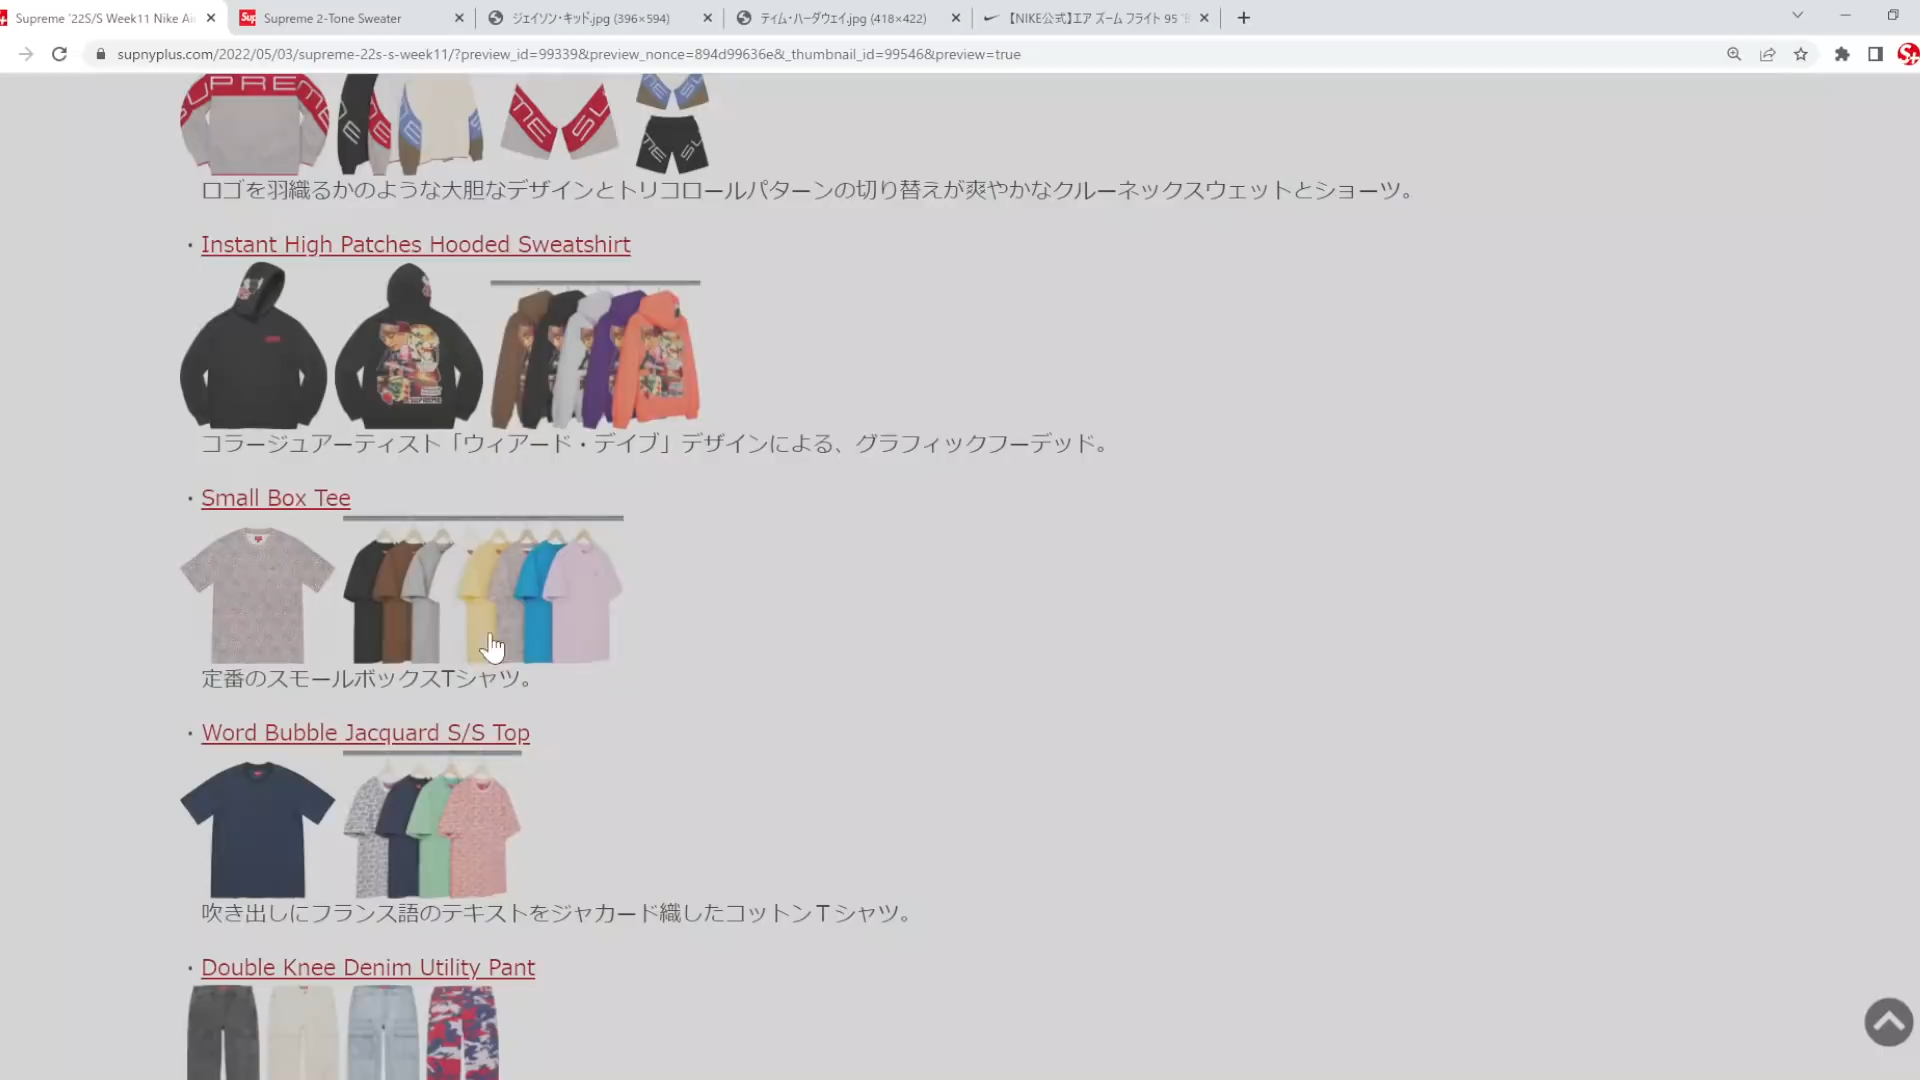 Supreme '22S/S Week11 Nike Ai
Supreme 2-Tone Sweater
ジェイソン・キッド.jpg (396×594)
ティム・ハーダウェイ.jpg (418×422)
【NIKE公式】エア ズーム フライト 95
supnyplus.com/2022/05/03/supreme-22s-s-week11/?preview_id=99339&preview_nonce=894d99636e&_thumbnail_id=99546&preview=true
ロゴを羽織るかのような大胆なデザインとトリコロールパターンの切り替えが爽やかなクルーネックスウェットとショーツ。
・Instant High Patches Hooded Sweatshirt
コラージュアーティスト「ウィアード・デイブ」デザインによる、グラフィックフーデッド。
・Small Box Tee
定番のスモールボックスTシャツ。
・Word Bubble Jacquard S/S Top
吹き出しにフランス語のテキストをジャカード織したコットンＴシャツ。
・Double Knee Denim Utility Pant